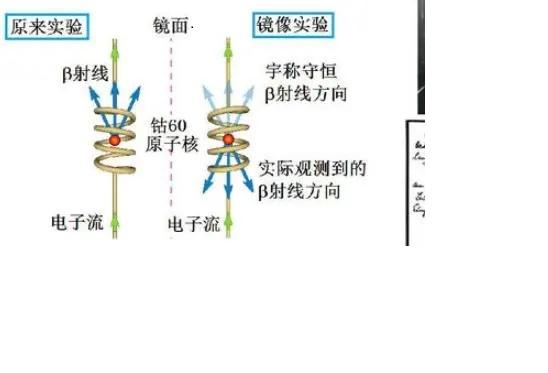 原来实验
镜面
镜像实验
β射线
宇称守恒
β射线方向
钴60
原子核
实际观测到的
β射线方向
电子流
电子流